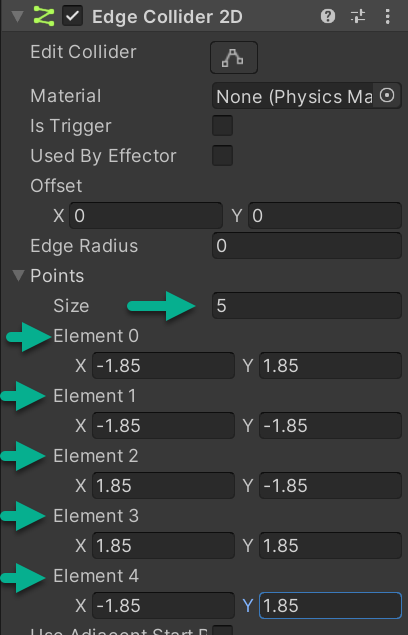 Edge Collider 2D
Edit Collider
Material None (Physics Ma
Is Trigger
Used By Effector
Offset
X 0 Y 0
Edge Radius 0
Points
Size 5
Element 0
X -1.85 Y 1.85
Element 1
X -1.85 Y -1.85
Element 2
X 1.85 Y -1.85
Element 3
X 1.85 Y 1.85
Element 4
X -1.85 Y 1.85
Use Adjacent Start P